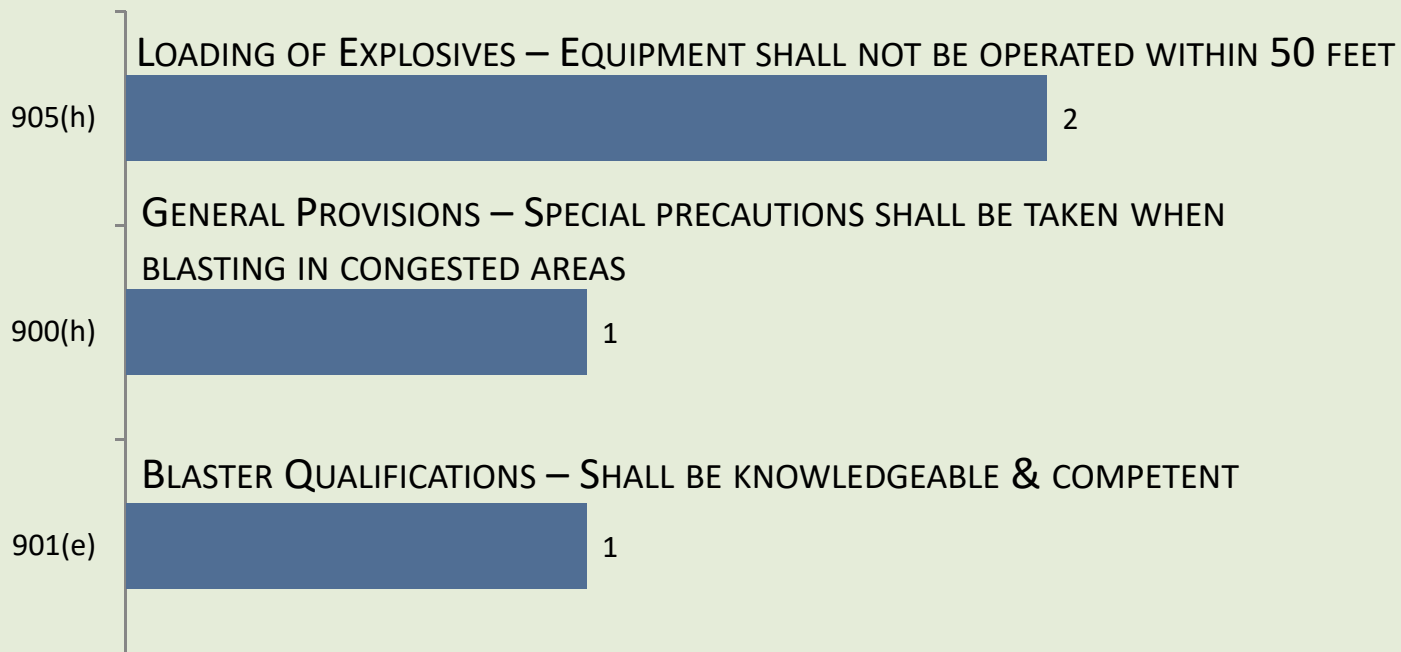 LOADING OF EXPLOSIVES – EQUIPMENT SHALL NOT BE OPERATED WITHIN 50 FEET
905(h)
2
GENERAL PROVISIONS – SPECIAL PRECAUTIONS SHALL BE TAKEN WHEN
BLASTING IN CONGESTED AREAS
900(h)
1
BLASTER QUALIFICATIONS – SHALL BE KNOWLEDGEABLE & COMPETENT
901(e)
1